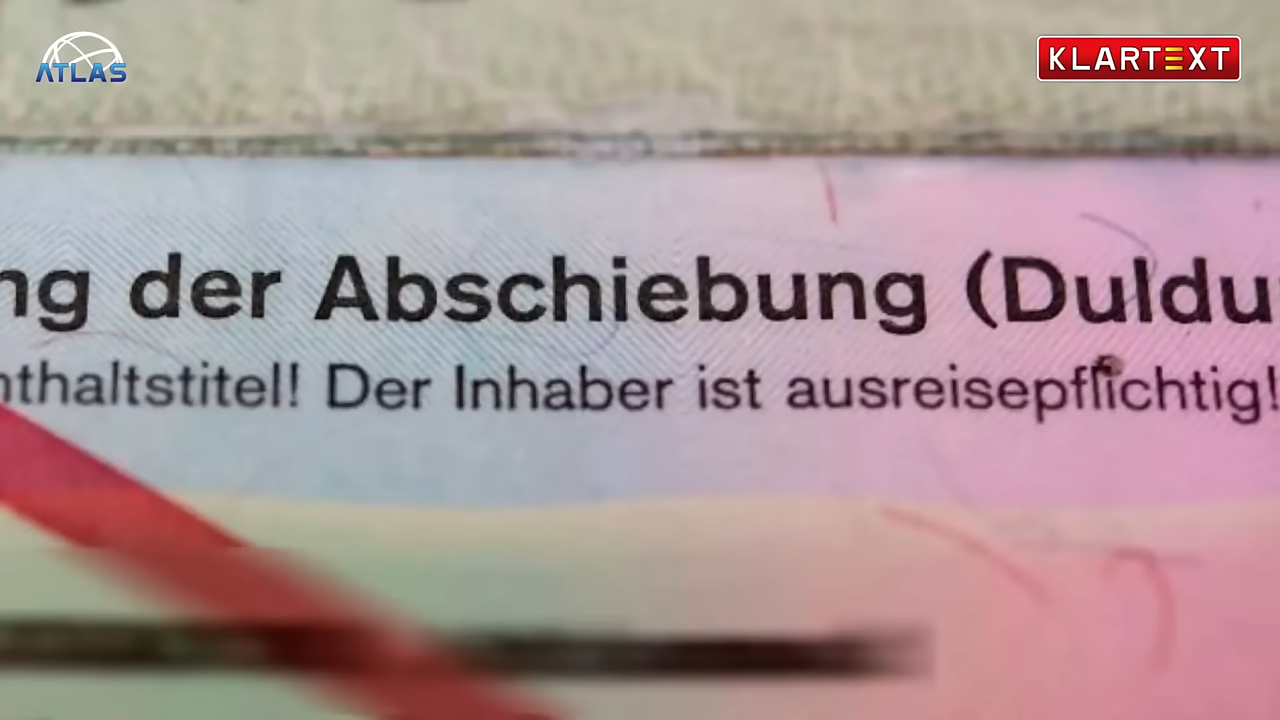 ATLAS
KLARTEXT
ng der Abschiebung (Duldu
nthaltstitel! Der Inhaber ist ausreisepflichtig!